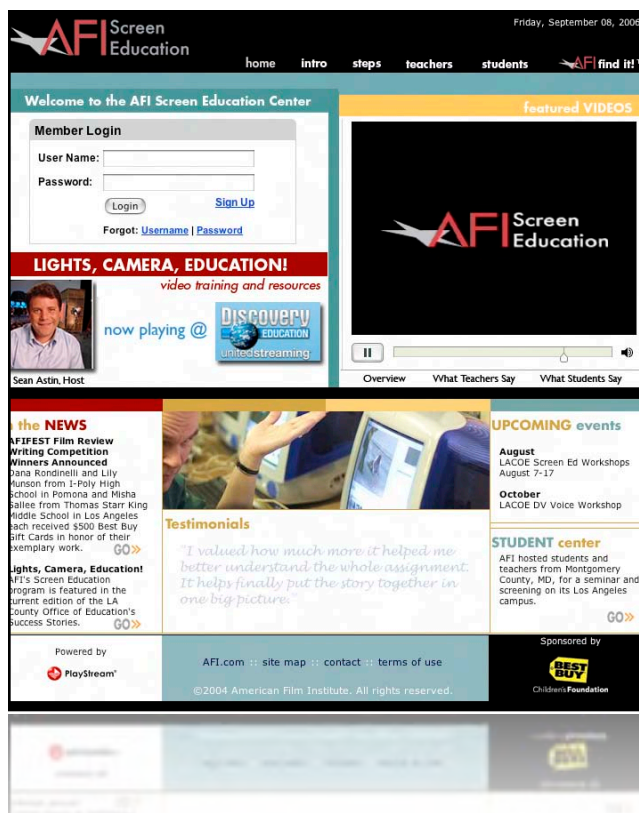 AFI Screen Education
Friday, September 08, 2006
home intro steps teachers students AFI find it!
Welcome to the AFI Screen Education Center
Member Login
User Name:
Password:
Login Sign Up
Forgot: Username | Password
LIGHTS, CAMERA, EDUCATION!
video training and resources
now playing @
Discovery
EDUCATION
unitedstreaming
Sean Astin, Host
featured VIDEOS
AFI Screen Education
Overview What Teachers Say What Students Say
the NEWS
AFIFEST Film Review
Writing Competition
Winners Announced
Dana Rondinelli and Lily
Munson from I-Poly High
School in Pomona and Misha
Sallee from Thomas Starr King
Middle School in Los Angeles
each received $500 Best Buy
Gift Cards in honor of their
exemplary work. GO»
Lights, Camera, Education!
AFI's Screen Education
program is featured in the
current edition of the LA
County Office of Education's
Success Stories. GO»
Testimonials
"I valued how much more it helped me
better understand the whole assignment.
It helps finally put the story together in
one big picture."
UPCOMING events
August
LACOE Screen Ed Workshops
August 7-17
October
LACOE DV Voice Workshop
STUDENT center
AFI hosted students and
teachers from Montgomery
County, MD, for a seminar and
screening on its Los Angeles
campus.
GO»
Powered by
PlayStream
AFI.com :: site map :: contact :: terms of use
©2004 American Film Institute. All rights reserved.
Sponsored by
BEST BUY
Children's Foundation